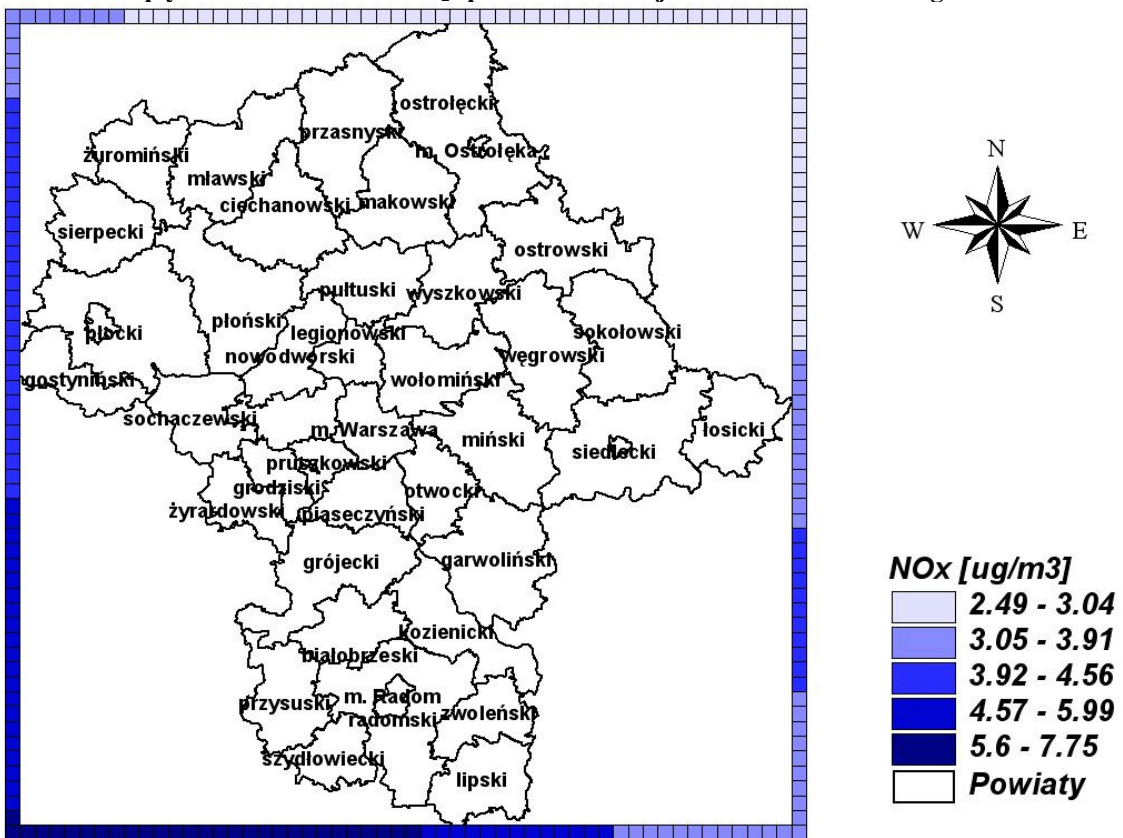 ostrołęcki
przasnyski
m. Ostrołęka
żuromiński
mławski
ciechanowski
makowski
sierpecki
ostrowski
pułtuski
wyszkowski
płoński
legionowski
sokołowski
płocki
nowodworski
węgrowski
gostyniński
wołomiński
sochaczewski
m. Warszawa
miński
siedlecki
łosicki
pruszkowski
grodziski
otwocki
żyrardowski
piaseczyński
grójecki
garwoliński
kozienicki
białobrzeski
przysuski
m. Radom
radomski
zwoleński
szydłowiecki
lipski
N
W
E
S
NOx [ug/m3]
2.49 - 3.04
3.05 - 3.91
3.92 - 4.56
4.57 - 5.99
5.6 - 7.75
Powiaty